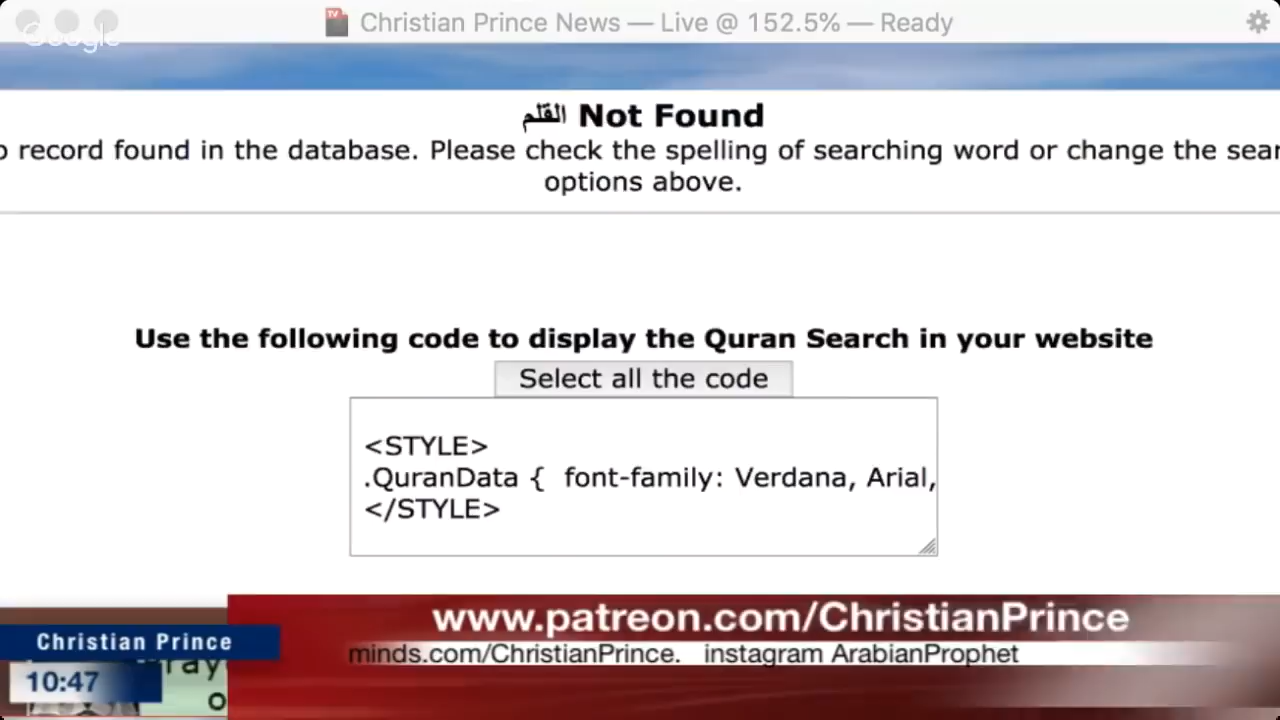 Christian Prince News — Live @ 152.5% — Ready
Google
القَلَم Not Found
record found in the database. Please check the spelling of searching word or change the
options above.
Use the following code to display the Quran Search in your website
Select all the code
<STYLE>
.QuranData { font-family: Verdana, Arial,
</STYLE>
www.patreon.com/ChristianPrince
Christian Prince
minds.com/ChristianPrince. instagram ArabianProphet
10:47